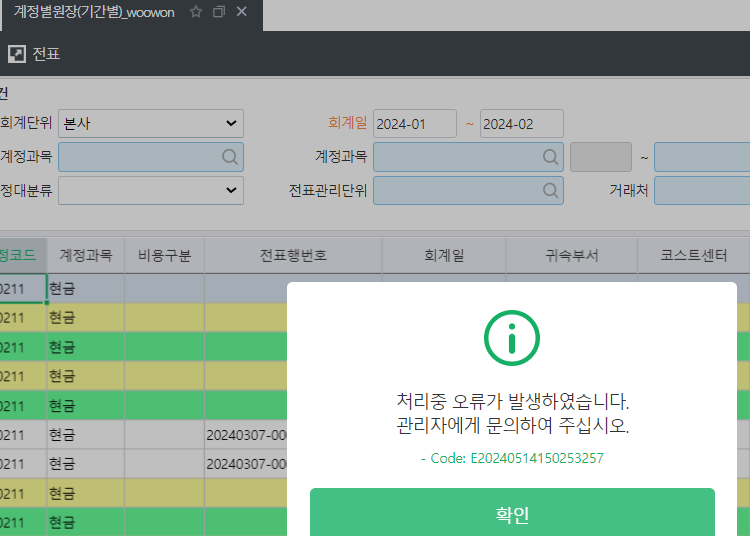 계정별원장(기간별)_woowon
전표
건
회계단위 본사 회계일 2024-01 ~ 2024-02
계정과목 계정과목 ~
정대분류 전표관리단위 거래처
정코드 계정과목 비용구분 전표행번호 회계일 귀속부서 코스트센터
0211 현금
0211 현금
0211 현금
0211 현금
0211 현금
0211 현금 20240307-00
0211 현금 20240307-00
0211 현금
0211 현금
처리중 오류가 발생하였습니다.
관리자에게 문의하여 주십시오.
- Code: E20240514150253257
확인